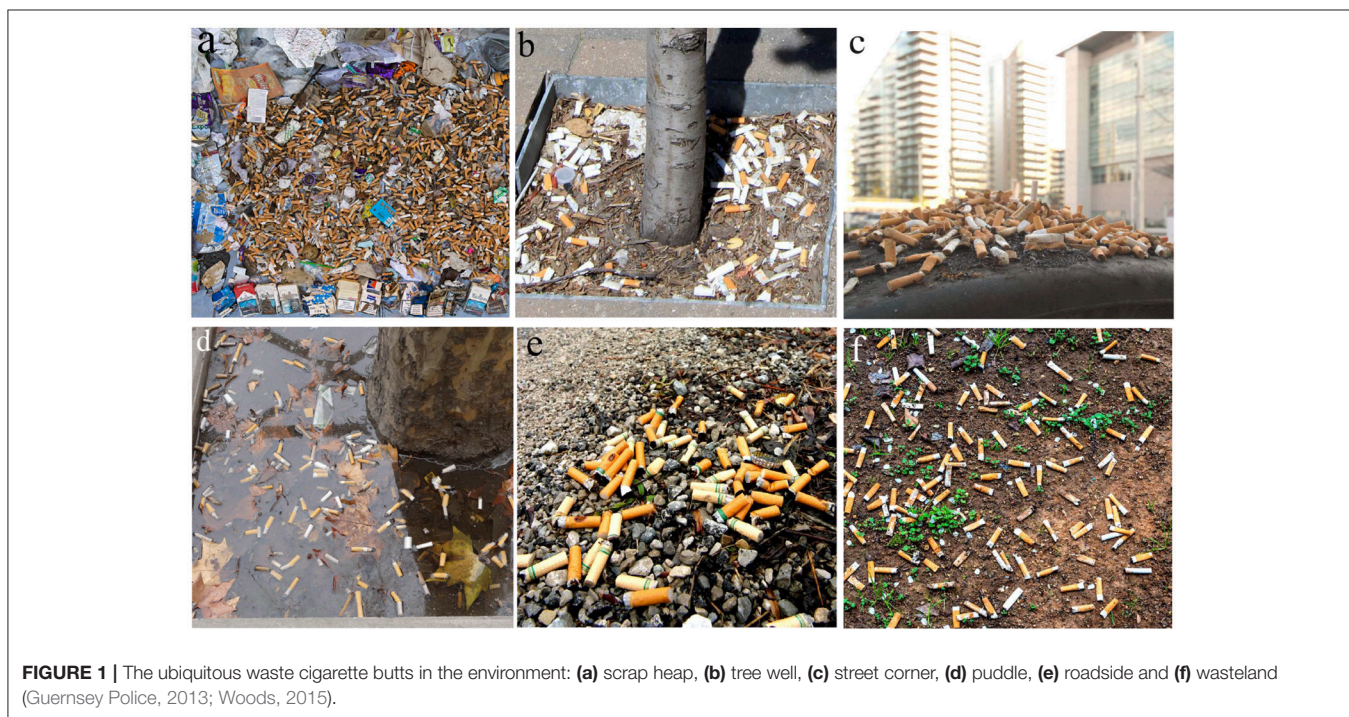 a
b
c
d
e
f
FIGURE 1 | The ubiquitous waste cigarette butts in the environment: (a) scrap heap, (b) tree well, (c) street corner, (d) puddle, (e) roadside and (f) wasteland
(Guernsey Police, 2013; Woods, 2015).